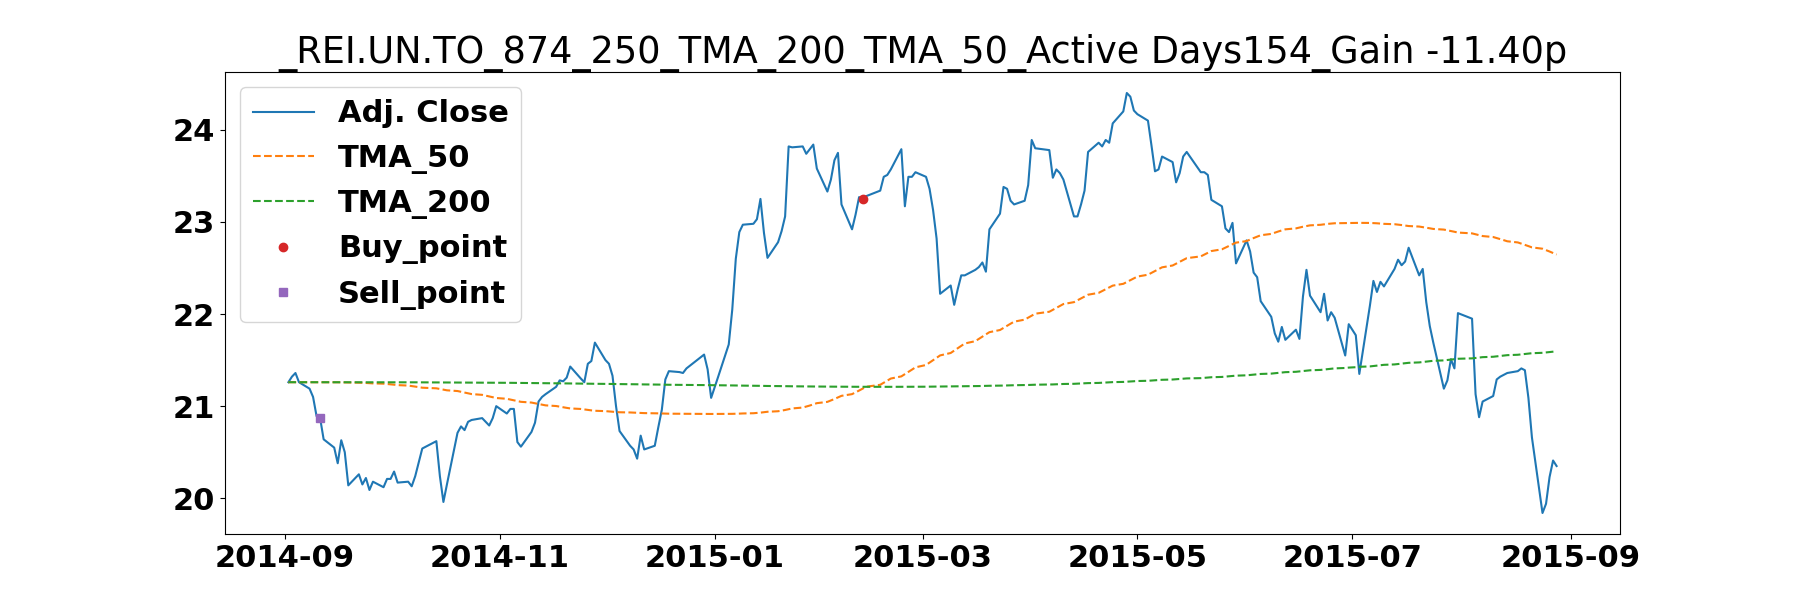 _REI.UN.TO_874_250_TMA_200_TMA_50_Active Days154_Gain -11.40p
Adj. Close
TMA_50
TMA_200
Buy_point
Sell_point
24
23
22
21
20
2014-09 2014-11 2015-01 2015-03 2015-05 2015-07 2015-09